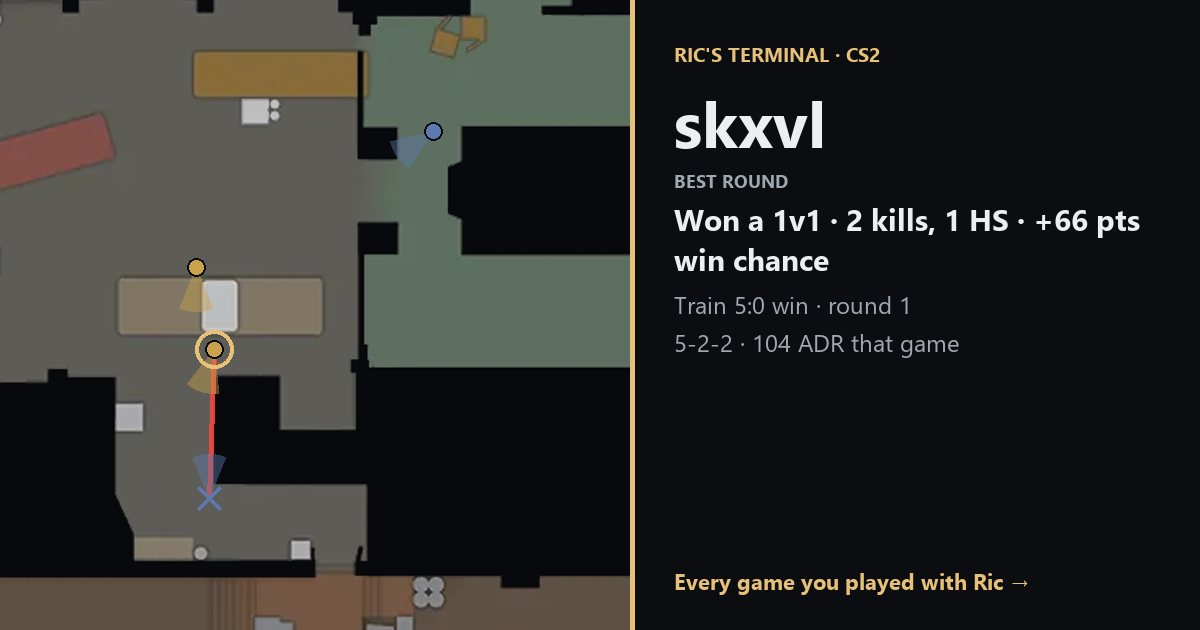 RIC'S TERMINAL · CS2
skxvl
BEST ROUND
Won a 1v1 · 2 kills, 1 HS · +66 pts
win chance
Train 5:0 win · round 1
5-2-2 · 104 ADR that game
Every game you played with Ric →